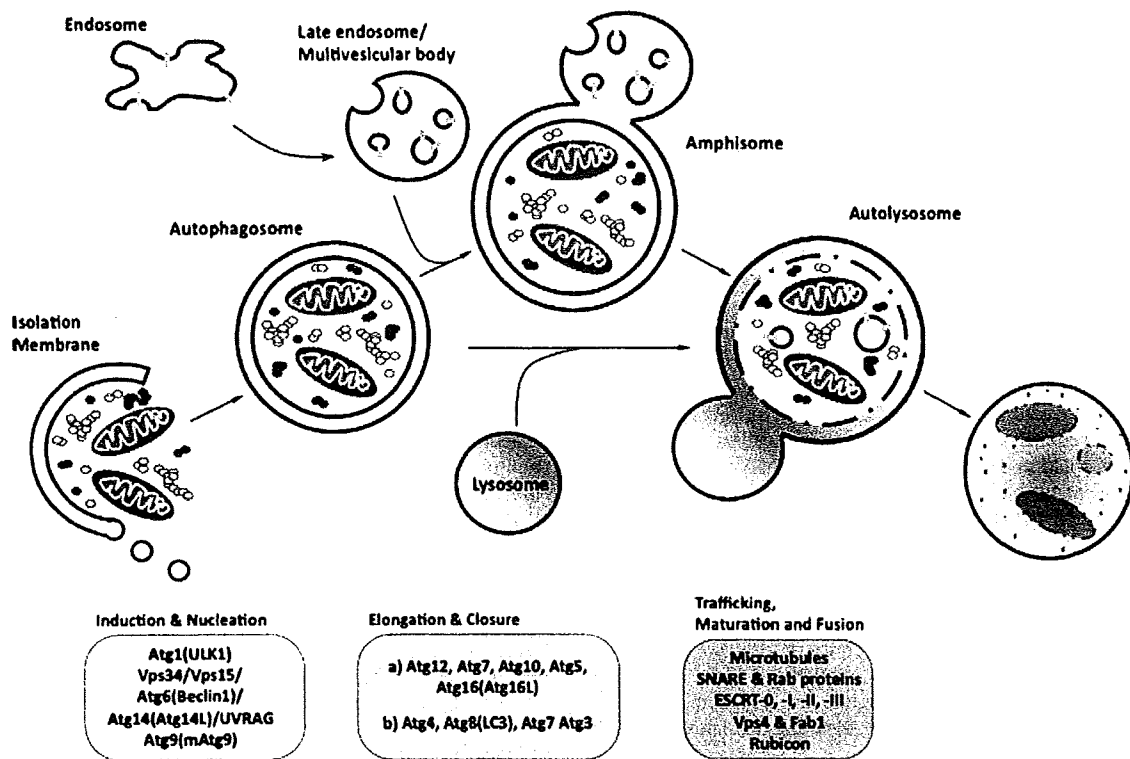 Endosome
Late endosome/
Multivesicular body
Amphisome
Autophagosome
Autolysosome
Isolation
Membrane
Lysosome
Induction & Nucleation
Atg1(ULK1)
Vps34/Vps15/
Atg6(Beclin1)/
Atg14(Atg14L)/UVRAG
Atg9(mAtg9)
Elongation & Closure
a) Atg12, Atg7, Atg10, Atg5,
Atg16(Atg16L)
b) Atg4, Atg8(LC3), Atg7 Atg3
Trafficking,
Maturation and Fusion
Microtubules
SNARE & Rab proteins
ESCRT-0, -I, -II, -III
Vps4 & Fab1
Rubicon